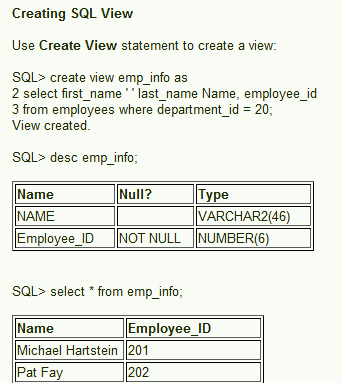 Creating SQL View
Use Create View statement to create a view:
SQL> create view emp_info as
2 select first_name ' ' last_name Name, employee_id
3 from employees where department_id = 20;
View created.
SQL> desc emp_info;
Name Null? Type
NAME VARCHAR2(46)
Employee_ID NOT NULL NUMBER(6)
SQL> select * from emp_info;
Name Employee_ID
Michael Hartstein 201
Pat Fay 202